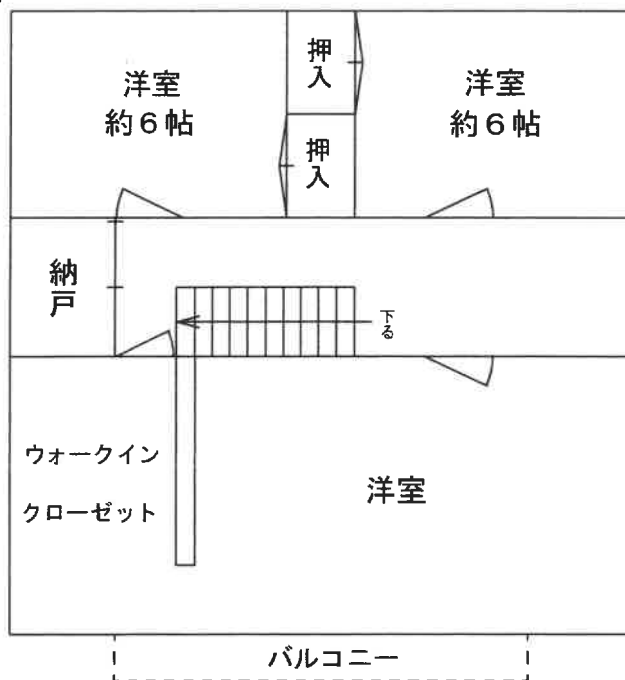 洋室
約６帖
押入
押入
洋室
約６帖
納戸
下る
ウォークイン
クローゼット
洋室
バルコニー